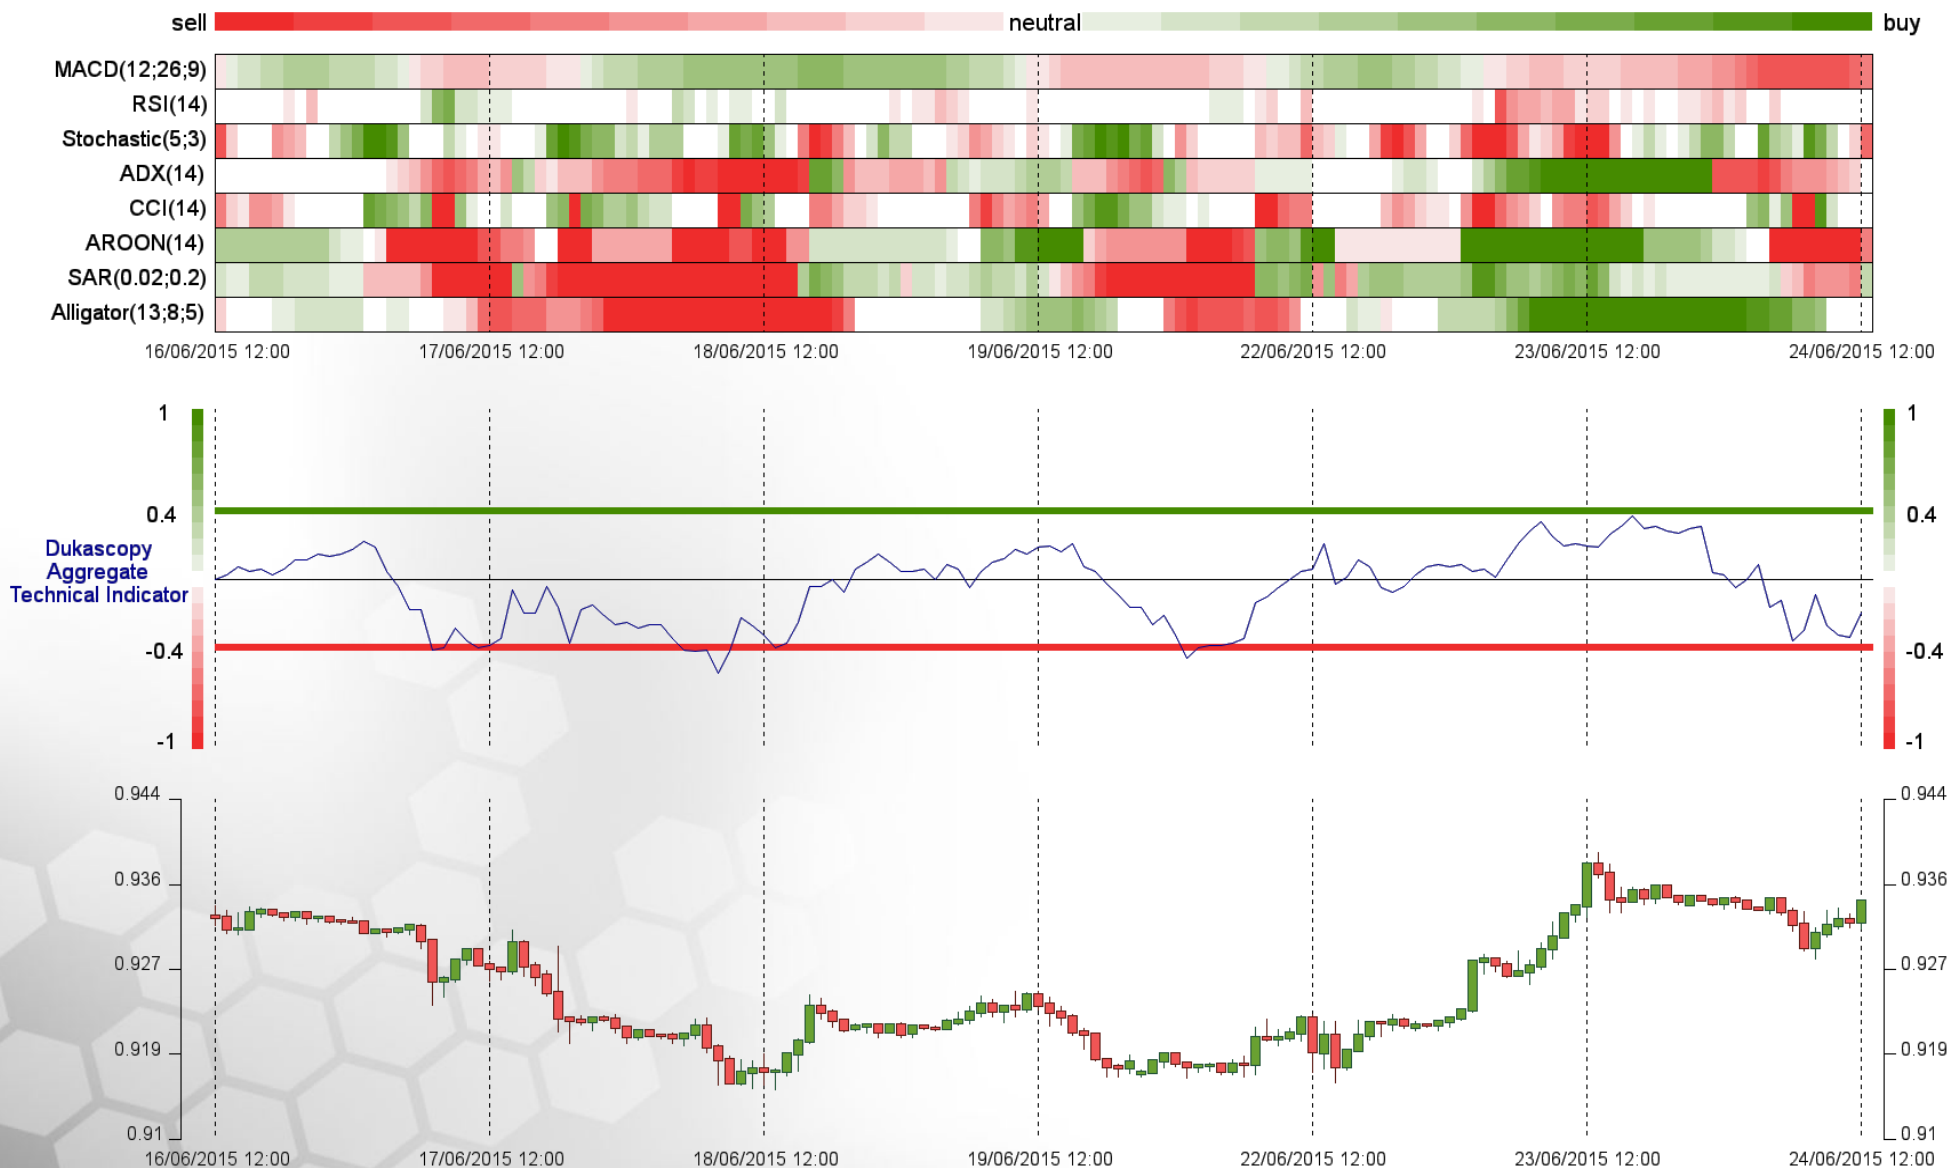 sell neutral buy
MACD(12;26;9)
RSI(14)
Stochastic(5;3)
ADX(14)
CCI(14)
AROON(14)
SAR(0.02;0.2)
Alligator(13;8;5)
16/06/2015 12:00 17/06/2015 12:00 18/06/2015 12:00 19/06/2015 12:00 22/06/2015 12:00 23/06/2015 12:00 24/06/2015 12:00
1 1
0.4 0.4
Dukascopy
Aggregate
Technical Indicator
-0.4 -0.4
-1 -1
0.944 0.944
0.936 0.936
0.927 0.927
0.919 0.919
0.91 0.91
16/06/2015 12:00 17/06/2015 12:00 18/06/2015 12:00 19/06/2015 12:00 22/06/2015 12:00 23/06/2015 12:00 24/06/2015 12:00